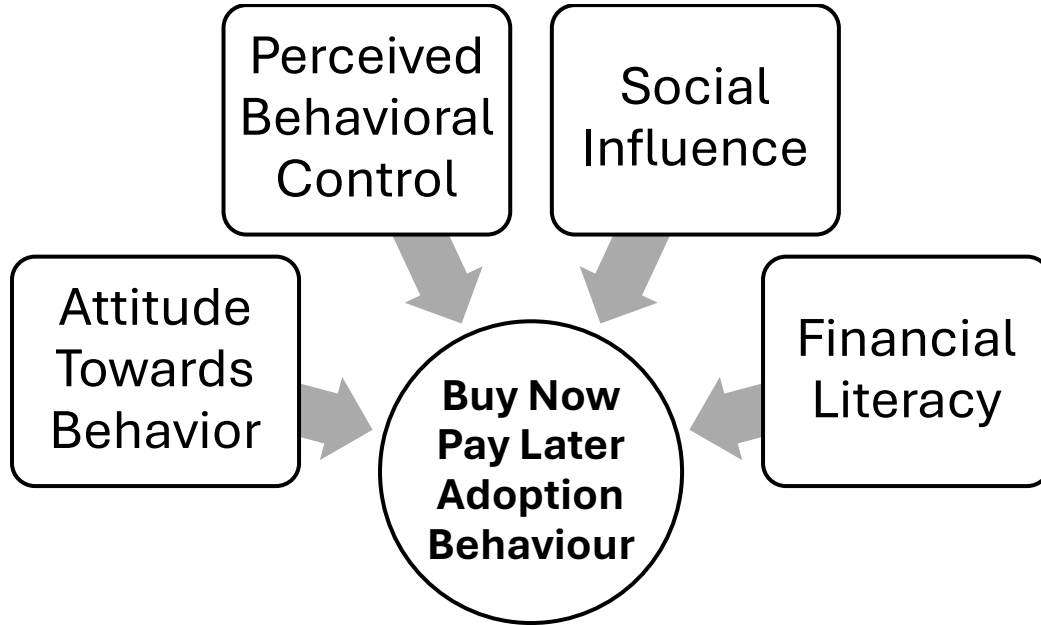 Perceived
Behavioral
Control
Social
Influence
Attitude
Towards
Behavior
Financial
Literacy
Buy Now
Pay Later
Adoption
Behaviour